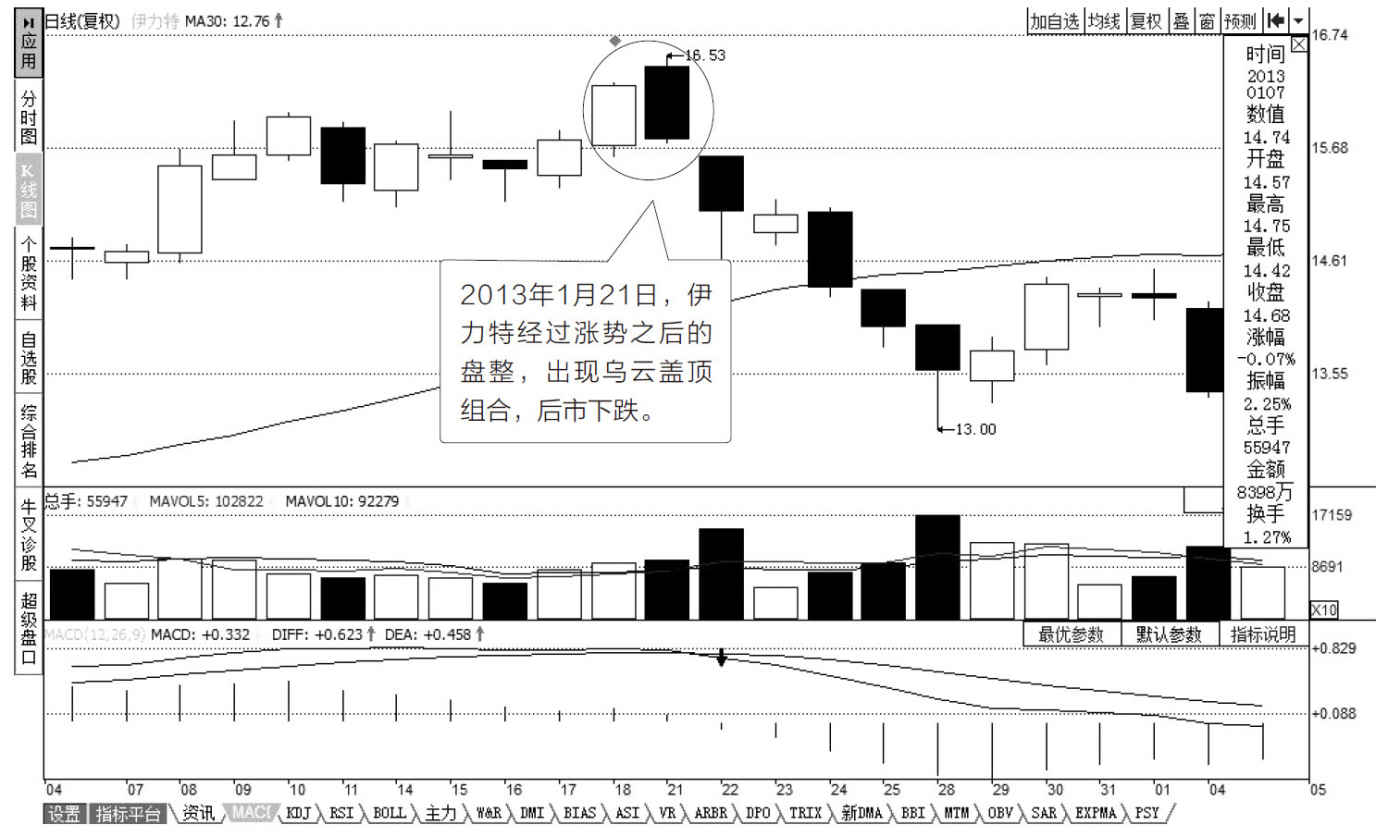 日线(复权) 伊力特 MA30: 12.76↑
加自选 均线 复权 叠 窗 预测
应用
分时图
K线图
个股资料
自选股
综合排名
牛叉诊股
超级盘口
16.74
15.68
14.61
13.55
←16.53
←13.00
2013年1月21日，伊
力特经过涨势之后的
盘整，出现乌云盖顶
组合，后市下跌。
时间
2013
0107
数值
14.74
开盘
14.57
最高
14.75
最低
14.42
收盘
14.68
涨幅
-0.07%
振幅
2.25%
总手
55947
金额
8398万
换手
1.27%
总手: 55947 MAVOL5: 102822 MAVOL10: 92279
17159
8691
X10
MACD(12,26,9) MACD: +0.332 DIFF: +0.623↑ DEA: +0.458↑
最优参数 默认参数 指标说明
+0.829
+0.088
04 07 08 09 10 11 14 15 16 17 18 21 22 23 24 25 28 29 30 31 01 04 05
设置 指标平台 资讯 MACD KDJ RSI BOLL 主力 W&R DMI BIAS ASI VR ARBR DPO TRIX 新DMA BBI MTM OBV SAR EXPMA PSY